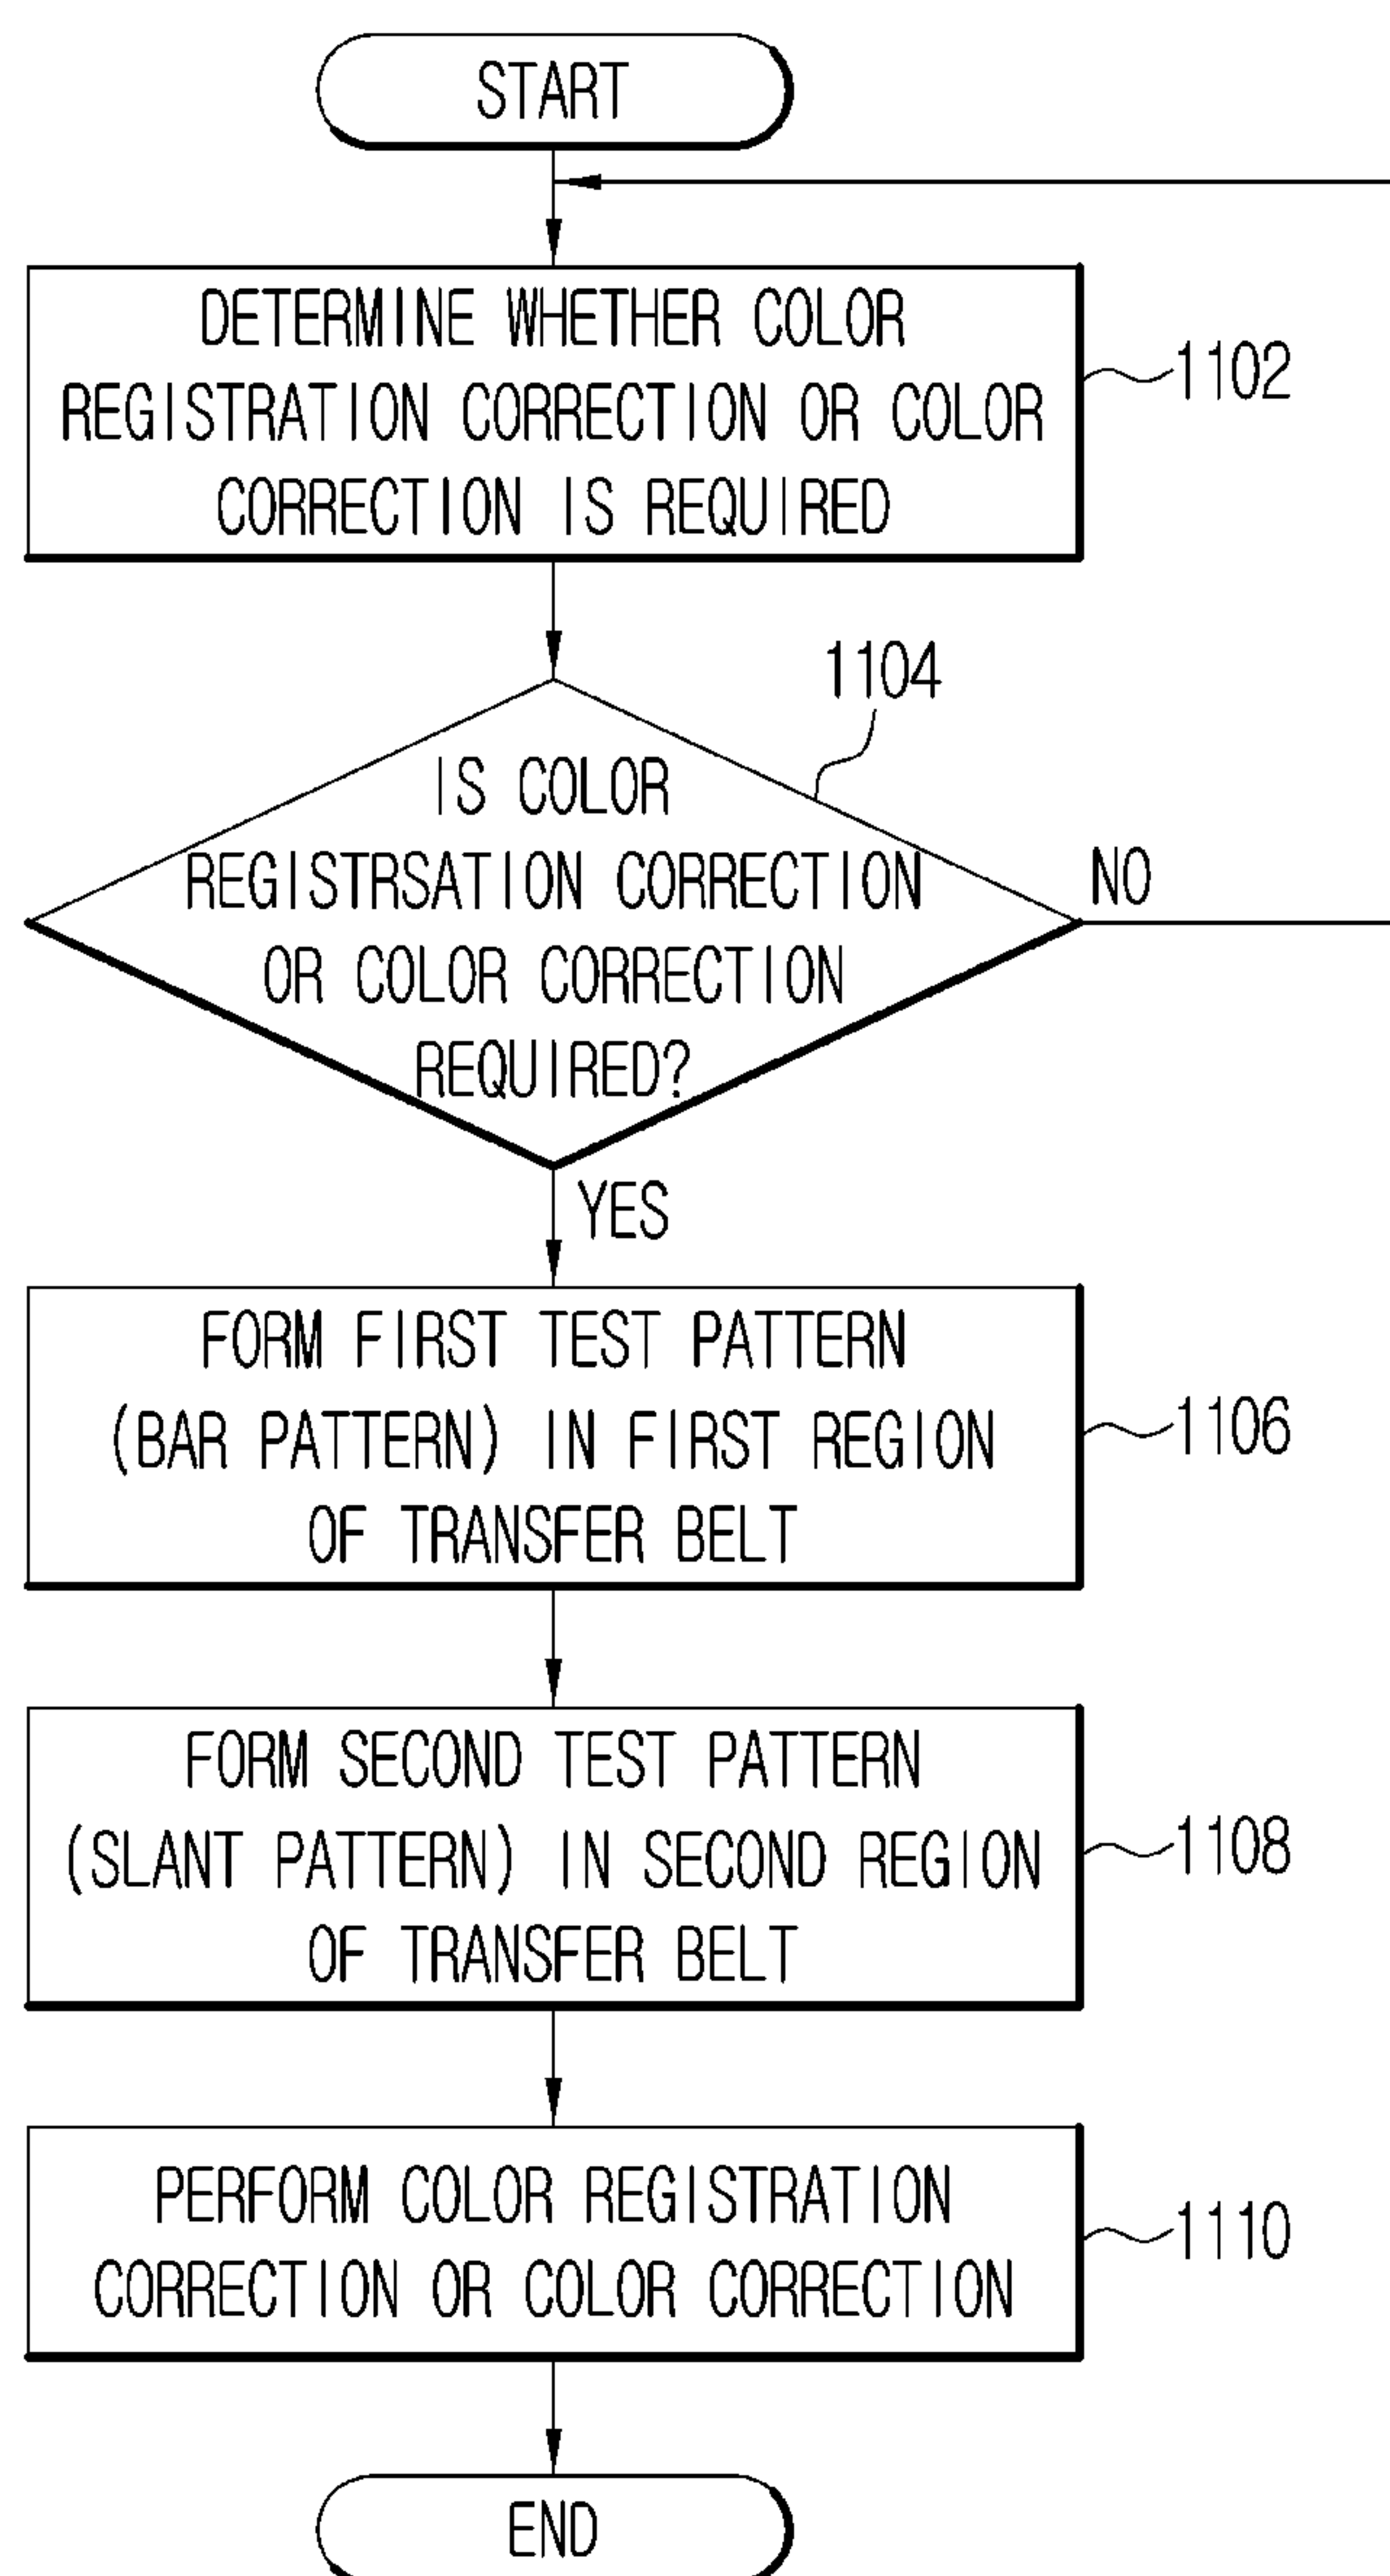 START
DETERMINE WHETHER COLOR
REGISTRATION CORRECTION OR COLOR
CORRECTION IS REQUIRED
1102
1104
IS COLOR
REGISTRSATION CORRECTION
OR COLOR CORRECTION
REQUIRED?
NO
YES
FORM FIRST TEST PATTERN
(BAR PATTERN) IN FIRST REGION
OF TRANSFER BELT
1106
FORM SECOND TEST PATTERN
(SLANT PATTERN) IN SECOND REGION
OF TRANSFER BELT
1108
PERFORM COLOR REGISTRATION
CORRECTION OR COLOR CORRECTION
1110
END